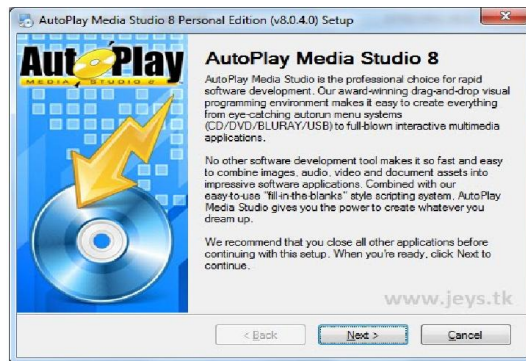 AutoPlay Media Studio 8 Personal Edition (v8.0.4.0) Setup
AutoPlay
MEDIA STUDIO 8
AutoPlay Media Studio 8
AutoPlay Media Studio is the professional choice for rapid
software development. Our award-winning drag-and-drop visual
programming environment makes it easy to create everything
from eye-catching autorun menu systems
(CD/DVD/BLURAY/USB) to full-blown interactive multimedia
applications.
No other software development tool makes it so fast and easy
to combine images, audio, video and document assets into
impressive software applications. Combined with our
easy-to-use "fill-in-the-blanks" style scripting system, AutoPlay
Media Studio gives you the power to create whatever you
dream up.
We recommend that you close all other applications before
continuing with this setup. When you're ready, click Next to
continue.
www.jeys.tk
< Back
Next >
Cancel